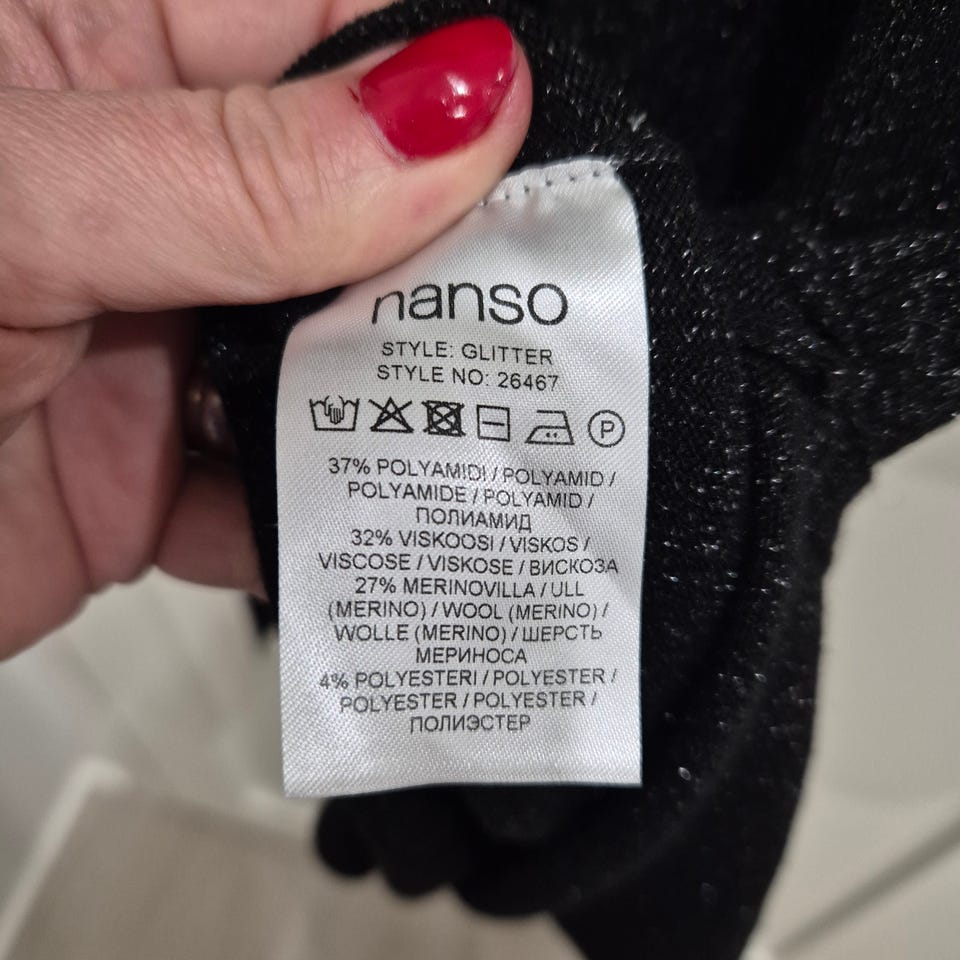 nanso
STYLE: GLITTER
STYLE NO: 26467
P
37% POLYAMIDI / POLYAMID /
POLYAMIDE / POLYAMID /
ПОЛИАМИД
32% VISKOOSI / VISKOS /
VISCOSE / VISKOSE / ВИСКОЗА
27% MERINOVILLA / ULL
(MERINO) / WOOL (MERINO) /
WOLLE (MERINO) / ШЕРСТЬ
МЕРИНОСА
4% POLYESTERI / POLYESTER /
POLYESTER / POLYESTER /
ПОЛИЭСТЕР